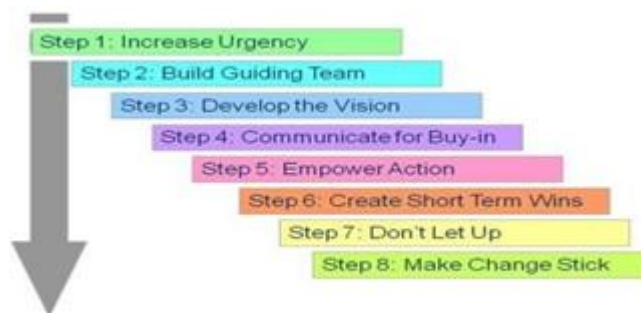 Step 1: Increase Urgency
Step 2: Build Guiding Team
Step 3: Develop the Vision
Step 4: Communicate for Buy-in
Step 5: Empower Action
Step 6: Create Short Term Wins
Step 7: Don't Let Up
Step 8: Make Change Stick